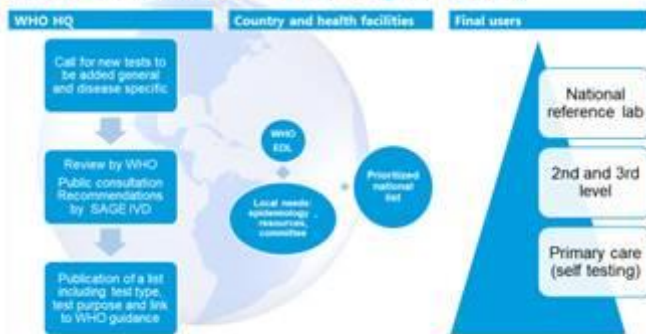 WHO HQ
Call for new tests to
be added general
and disease specific
Review by WHO
Public consultation
Recommendations
by SAGE IVD
Publication of a list
including test type,
test purpose and link
to WHO guidance
Country and health facilities
WHO
EDL
Local needs:
epidemiology ,
resources,
committee
Prioritized
national
list
Final users
National
reference lab
2nd and 3rd
level
Primary care
(self testing)